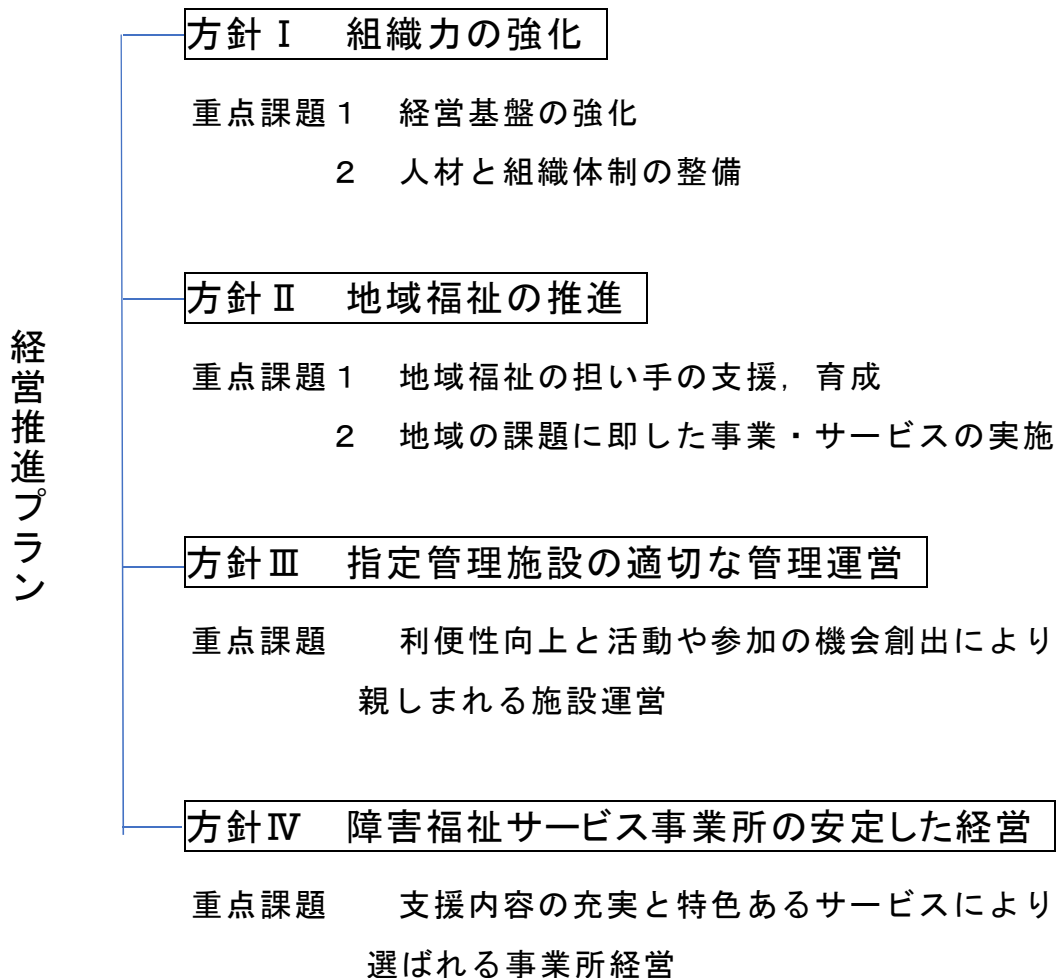 経営推進プラン
方針Ⅰ　組織力の強化
重点課題１　経営基盤の強化
２　人材と組織体制の整備
方針Ⅱ　地域福祉の推進
重点課題１　地域福祉の担い手の支援，育成
２　地域の課題に即した事業・サービスの実施
方針Ⅲ　指定管理施設の適切な管理運営
重点課題　利便性向上と活動や参加の機会創出により
親しまれる施設運営
方針Ⅳ　障害福祉サービス事業所の安定した経営
重点課題　支援内容の充実と特色あるサービスにより
選ばれる事業所経営